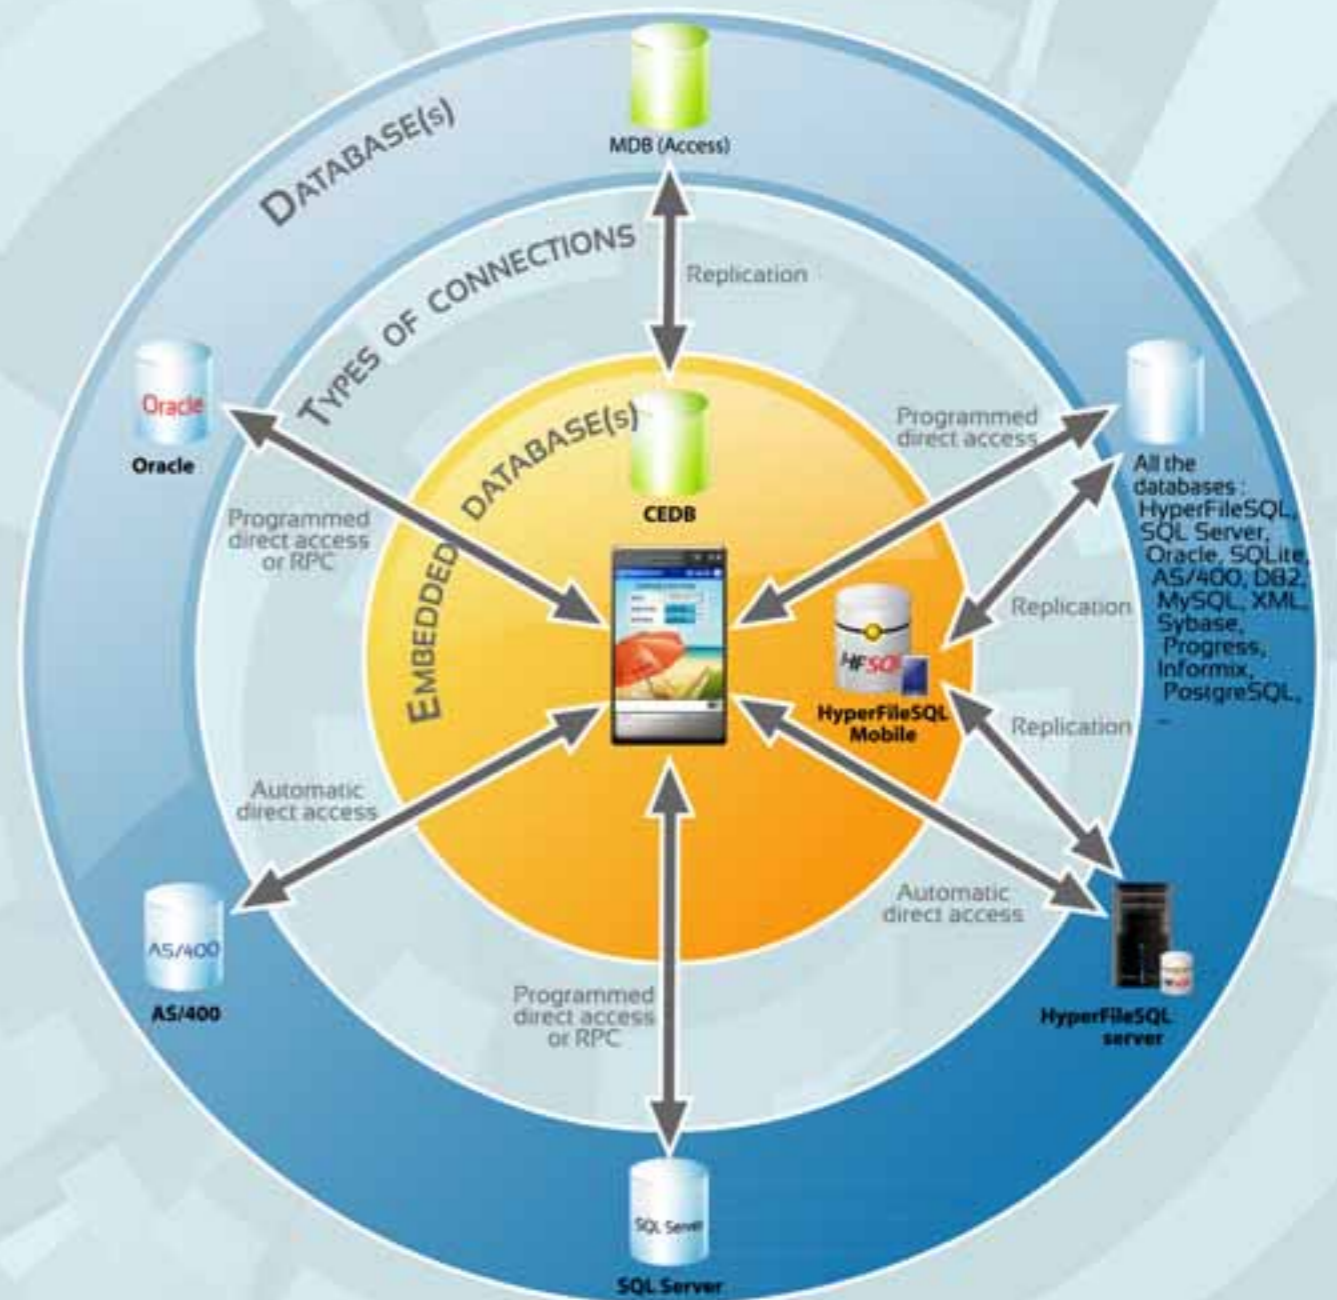 MDB (Access)
DATABASE(s)
TYPES OF CONNECTIONS
Replication
Oracle
Oracle
EMBEDDED DATABASE(s)
CEDB
Programmed
direct access
All the
databases :
HyperFileSQL,
SQL Server,
Oracle, SQLite,
AS/400, DB2,
MySQL, XML,
Sybase,
Progress,
Informix,
PostgreSQL,
...
Programmed
direct access
or RPC
Replication
HFSQL
HyperFileSQL
Mobile
Replication
Automatic
direct access
Automatic
direct access
AS/400
AS/400
HyperFileSQL
server
Programmed
direct access
or RPC
SQL Server
SQL Server